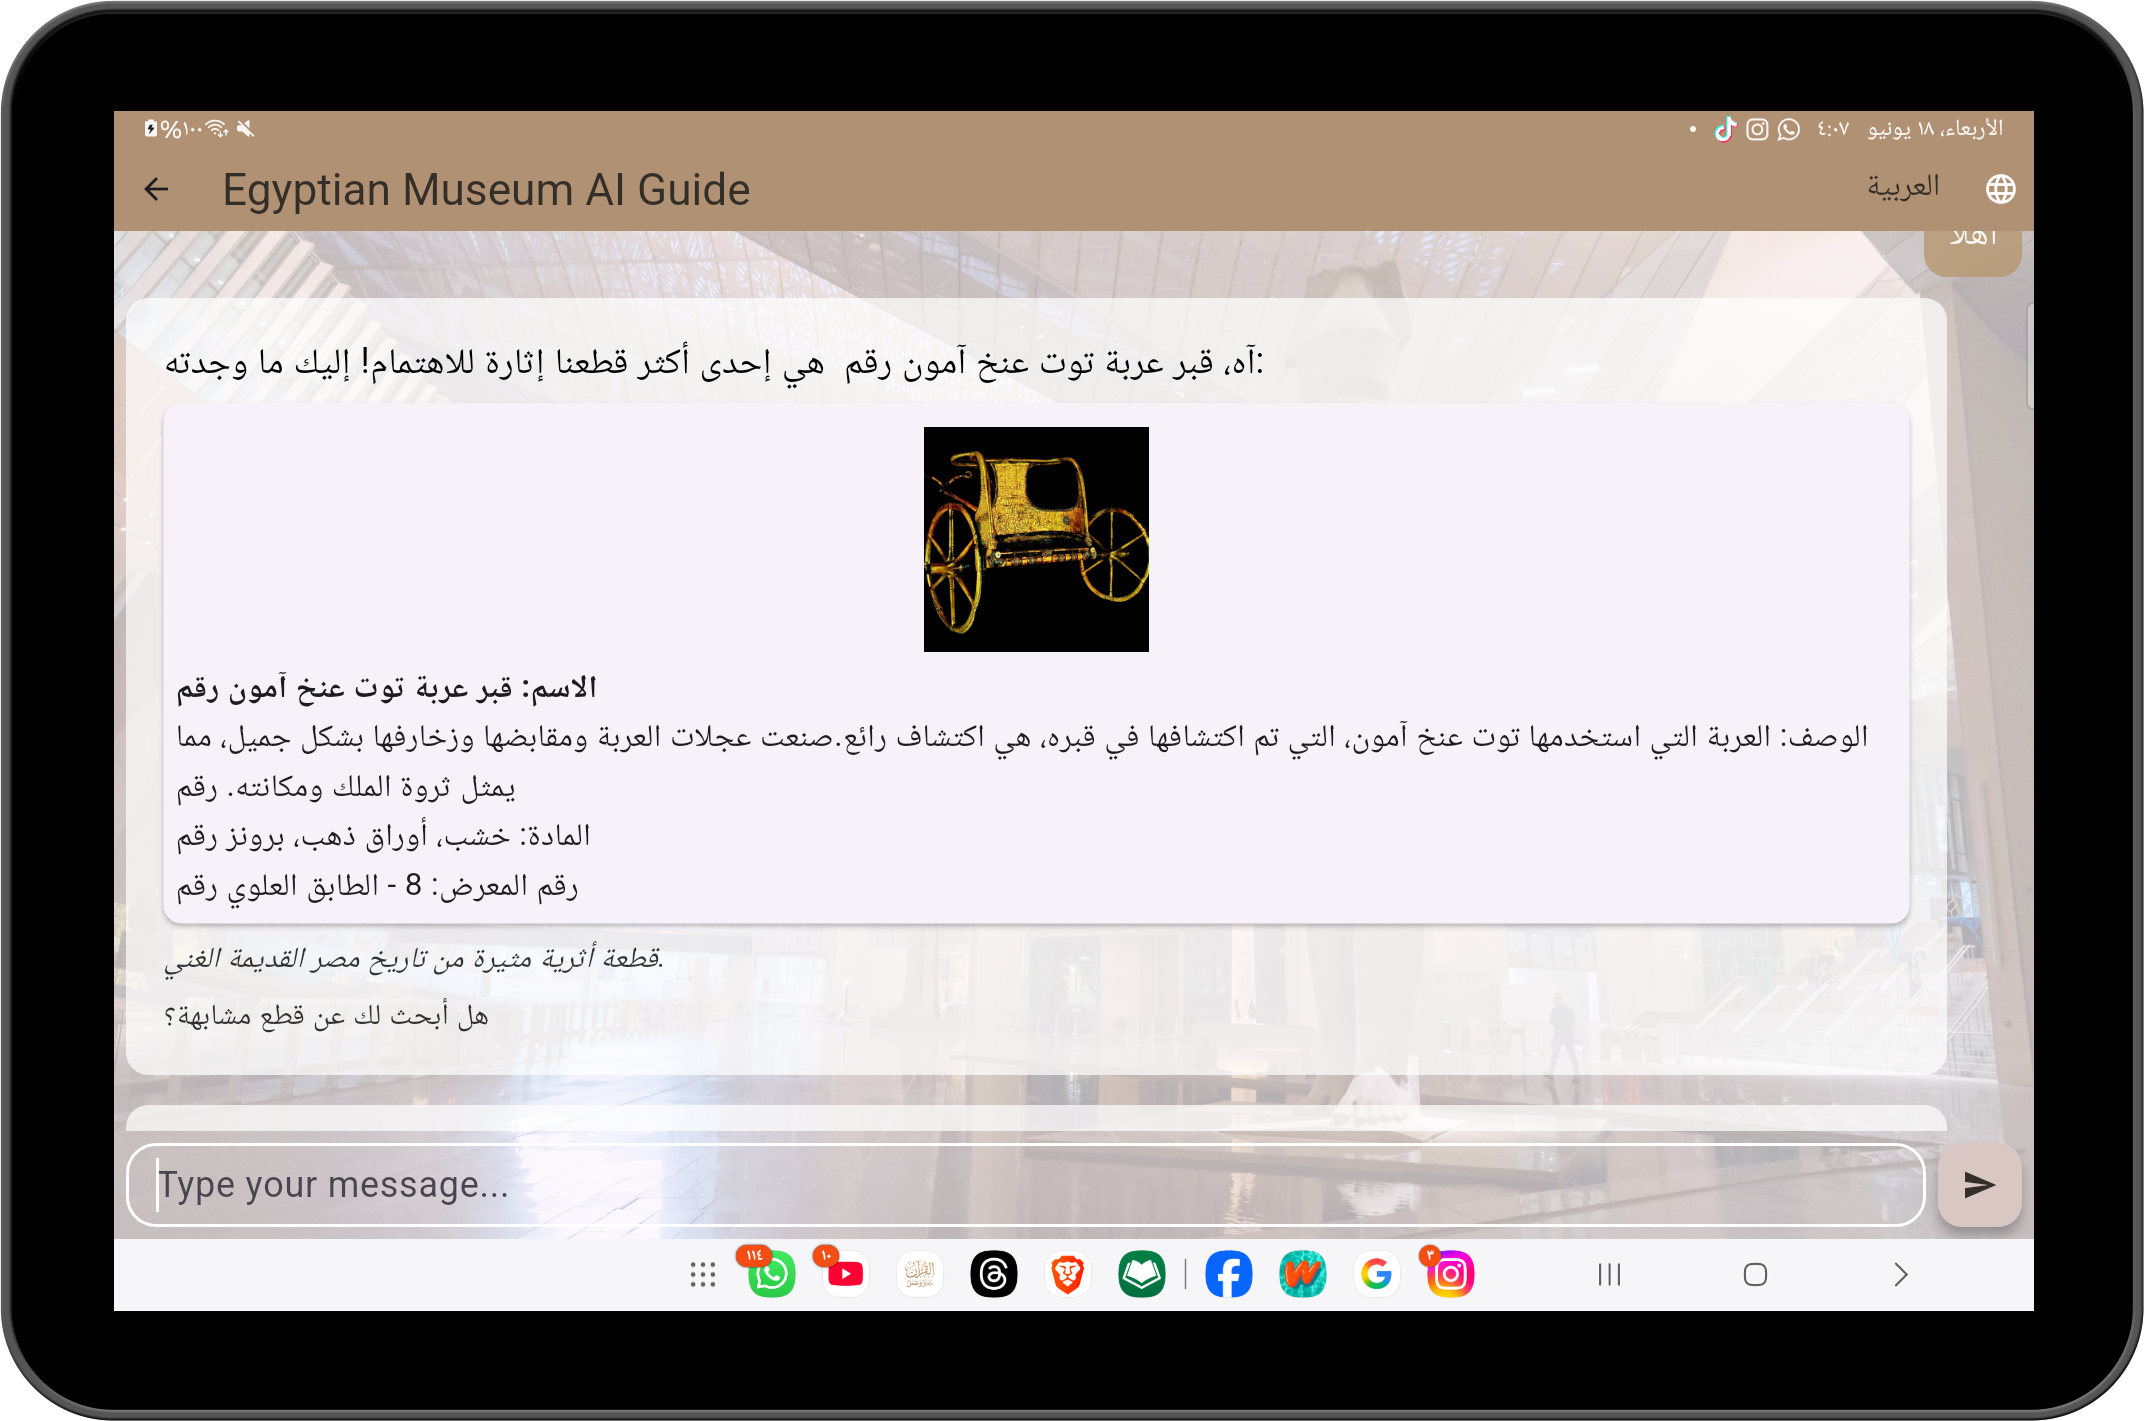 الأربعاء، ١٨ يونيو ٤:٠٧
%١٠٠
Egyptian Museum AI Guide
العربية
اهلا
آه، قبر عربة توت عنخ آمون رقم هي إحدى أكثر قطعنا إثارة للاهتمام! إليك ما وجدته:
الاسم: قبر عربة توت عنخ آمون رقم
الوصف: العربة التي استخدمها توت عنخ آمون، التي تم اكتشافها في قبره، هي اكتشاف رائع.صنعت عجلات العربة ومقابضها وزخارفها بشكل جميل، مما
يمثل ثروة الملك ومكانته. رقم
المادة: خشب، أوراق ذهب، برونز رقم
رقم المعرض: 8 - الطابق العلوي رقم
قطعة أثرية مثيرة من تاريخ مصر القديمة الغني.
هل أبحث لك عن قطع مشابهة؟
Type your message...
١١٤
١٠
٣